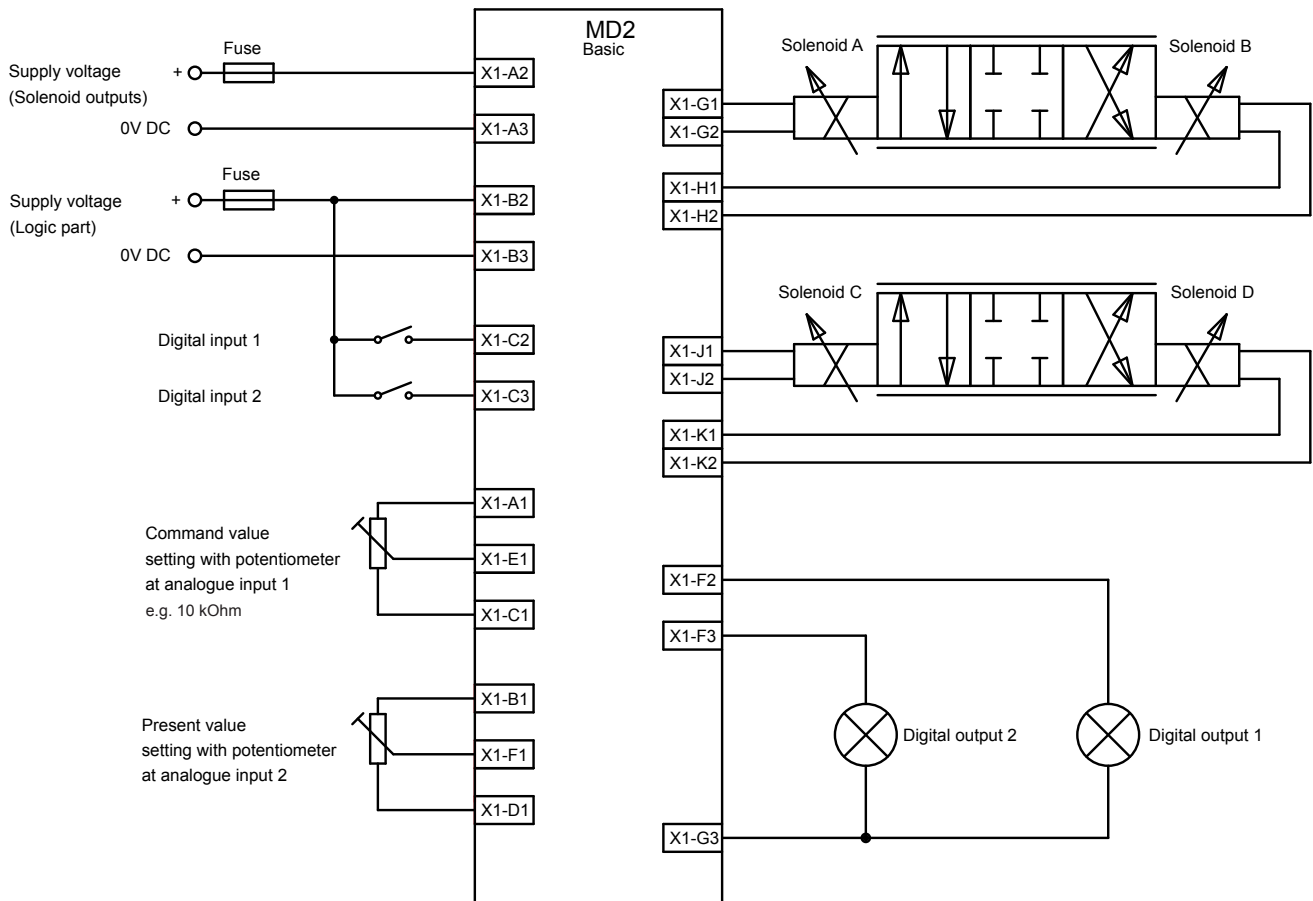 MD2
Basic
Fuse
Supply voltage
(Solenoid outputs)
+
X1-A2
0V DC
X1-A3
Fuse
Supply voltage
(Logic part)
+
X1-B2
0V DC
X1-B3
Digital input 1
X1-C2
Digital input 2
X1-C3
Command value
setting with potentiometer
at analogue input 1
e.g. 10 kOhm
X1-A1
X1-E1
X1-C1
Present value
setting with potentiometer
at analogue input 2
X1-B1
X1-F1
X1-D1
Solenoid A
Solenoid B
X1-G1
X1-G2
X1-H1
X1-H2
Solenoid C
Solenoid D
X1-J1
X1-J2
X1-K1
X1-K2
X1-F2
X1-F3
Digital output 2
Digital output 1
X1-G3